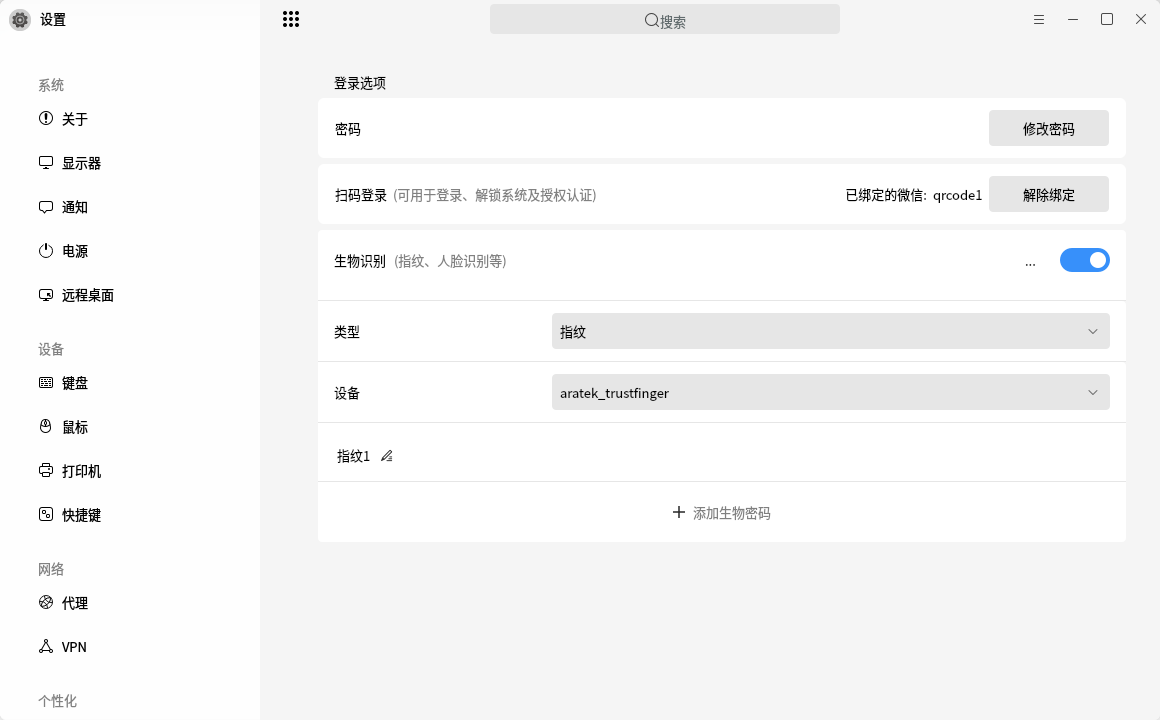 设置
搜索
系统
关于
显示器
通知
电源
远程桌面
设备
键盘
鼠标
打印机
快捷键
网络
代理
VPN
个性化
登录选项
密码 修改密码
扫码登录 (可用于登录、解锁系统及授权认证) 已绑定的微信: qrcode1 解除绑定
生物识别 (指纹、人脸识别等) ...
类型 指纹
设备 aratek_trustfinger
指纹1
添加生物密码